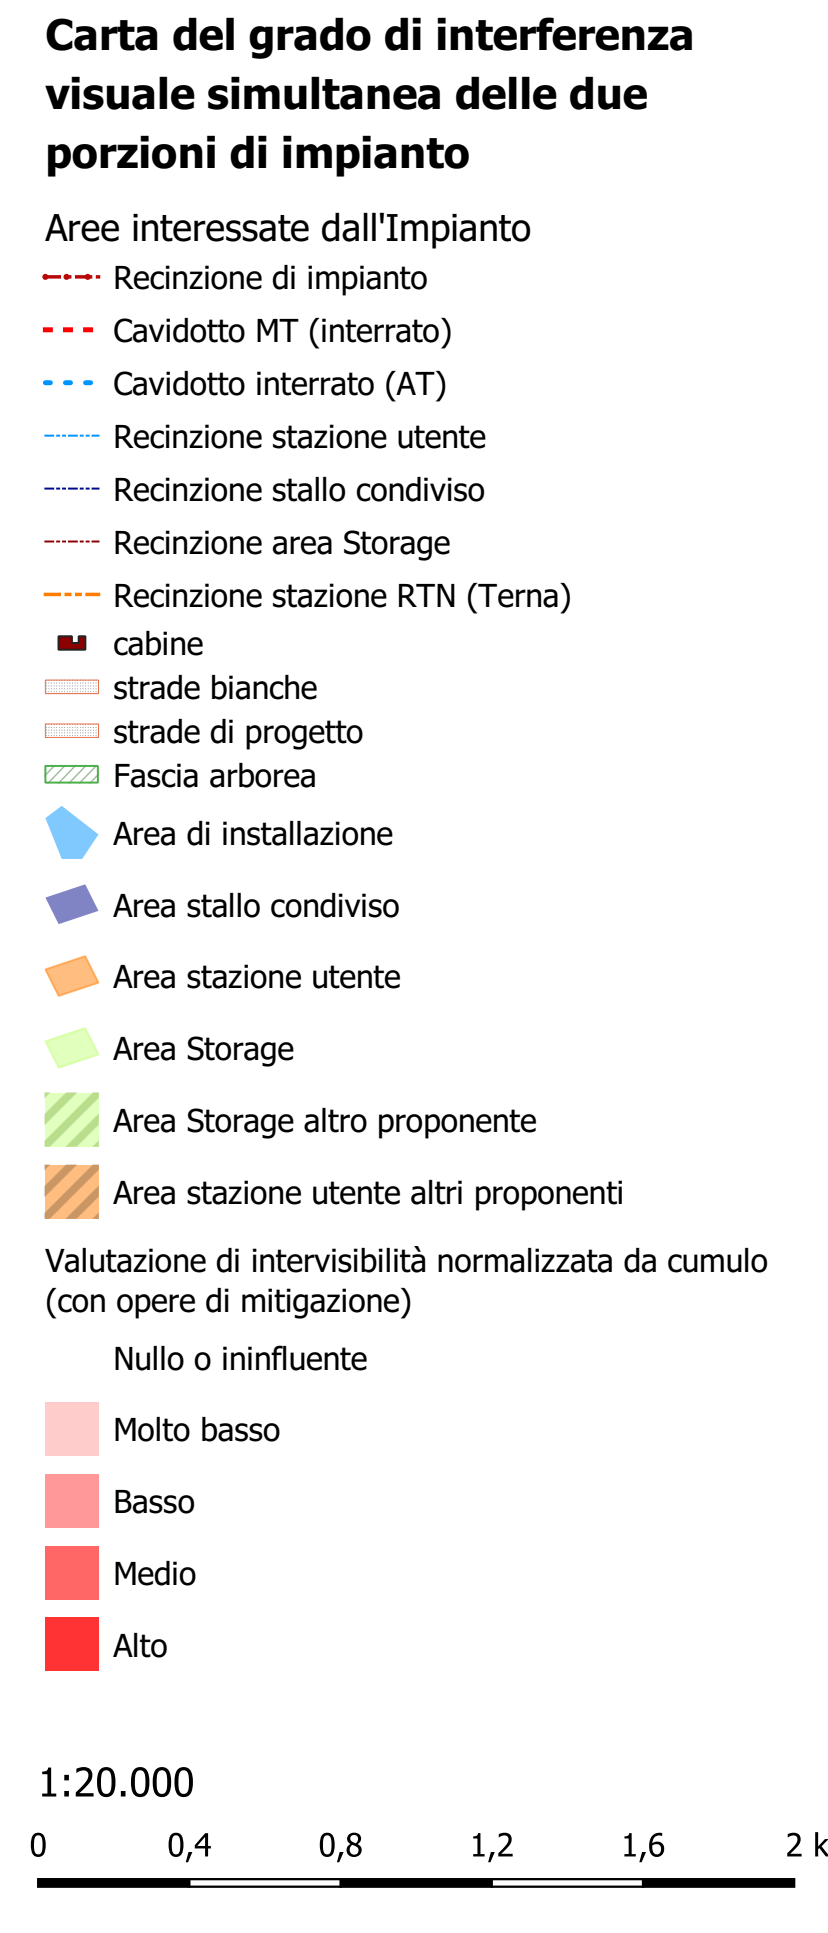 Carta del grado di interferenza
visuale simultanea delle due
porzioni di impianto
Aree interessate dall'Impianto
Recinzione di impianto
Cavidotto MT (interrato)
Cavidotto interrato (AT)
Recinzione stazione utente
Recinzione stallo condiviso
Recinzione area Storage
Recinzione stazione RTN (Terna)
cabine
strade bianche
strade di progetto
Fascia arborea
Area di installazione
Area stallo condiviso
Area stazione utente
Area Storage
Area Storage altro proponente
Area stazione utente altri proponenti
Valutazione di intervisibilità normalizzata da cumulo
(con opere di mitigazione)
Nullo o ininfluente
Molto basso
Basso
Medio
Alto
1:20.000
0 0,4 0,8 1,2 1,6 2 k